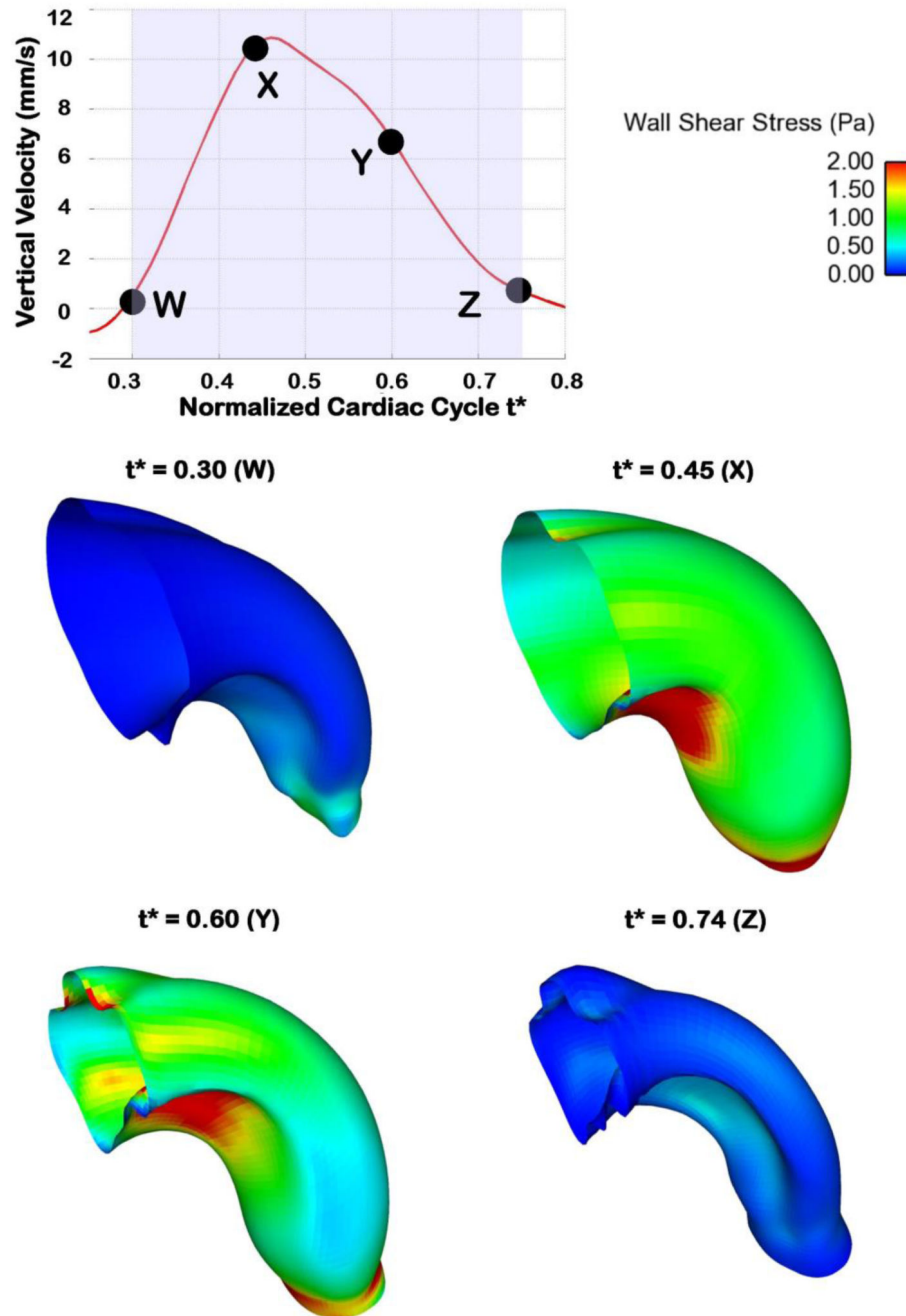 Vertical Velocity (mm/s)
12
10
8
6
4
2
0
-2
W
X
Y
Z
0.3 0.4 0.5 0.6 0.7 0.8
Normalized Cardiac Cycle t*
Wall Shear Stress (Pa)
2.00
1.50
1.00
0.50
0.00
t* = 0.30 (W)
t* = 0.45 (X)
t* = 0.60 (Y)
t* = 0.74 (Z)